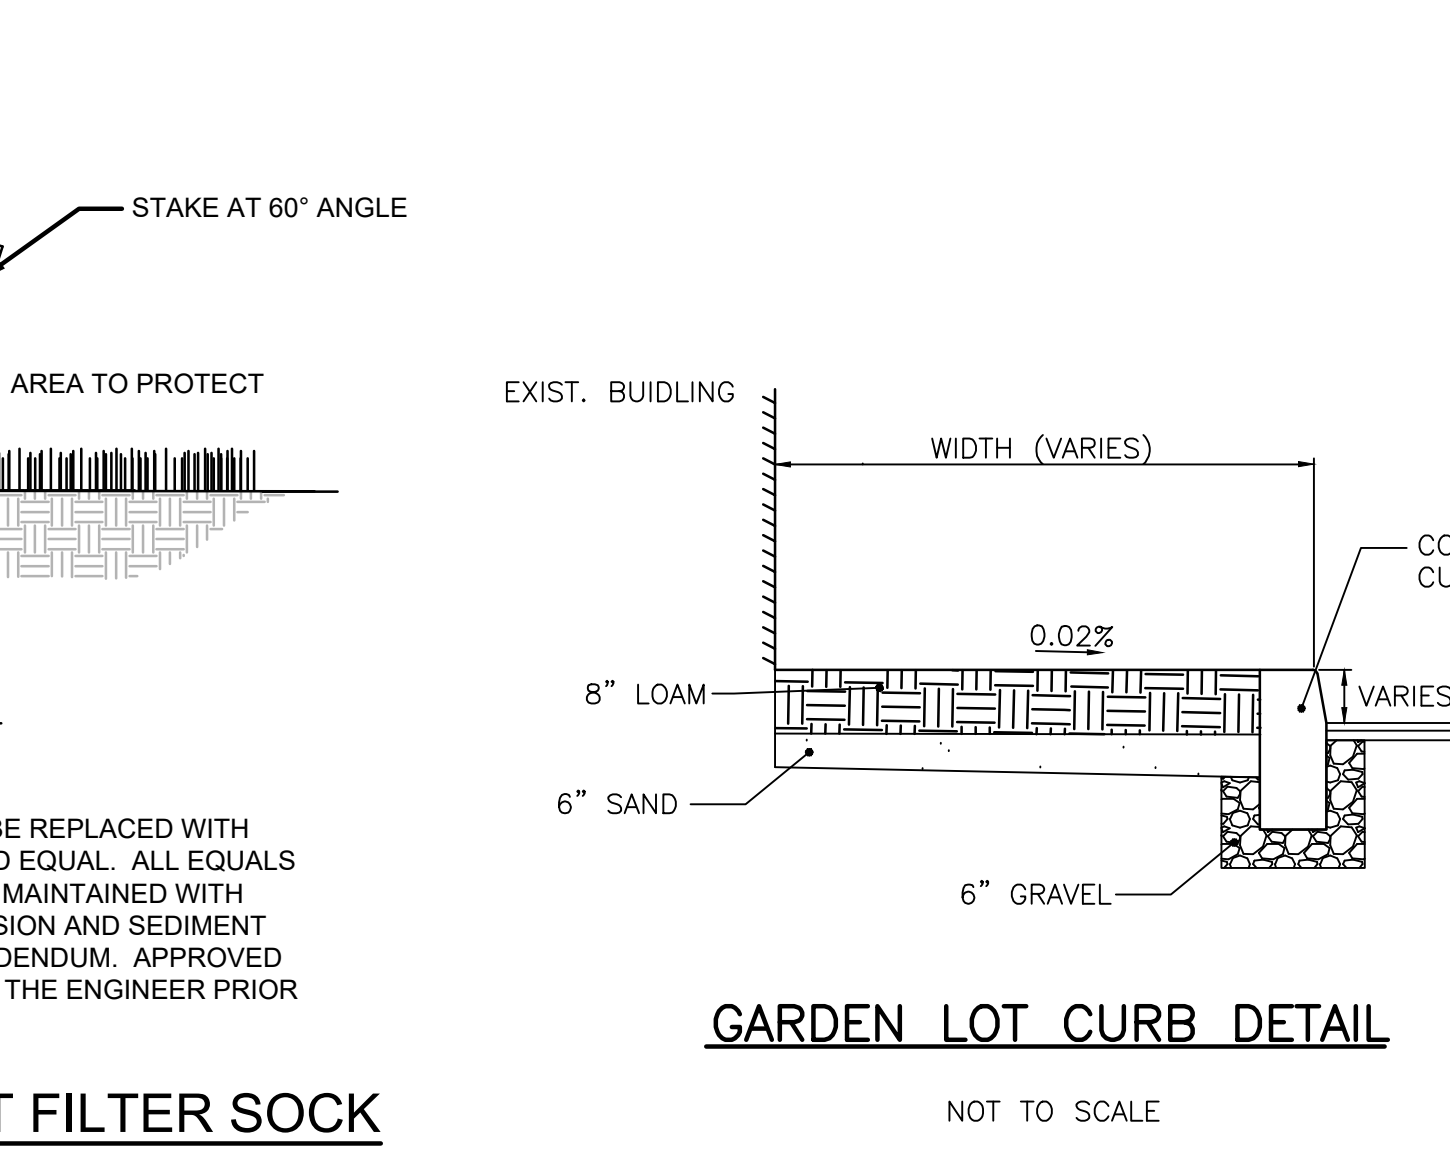 STAKE AT 60° ANGLE
AREA TO PROTECT
BE REPLACED WITH
EQUAL.  ALL EQUALS
MAINTAINED WITH
AND SEDIMENT
APPROVED
THE ENGINEER PRIOR
FILTER SOCK
EXIST. BUIDLING
WIDTH (VARIES)
0.02%
8” LOAM
VARIES
6” SAND
6” GRAVEL
GARDEN LOT CURB DETAIL
NOT TO SCALE